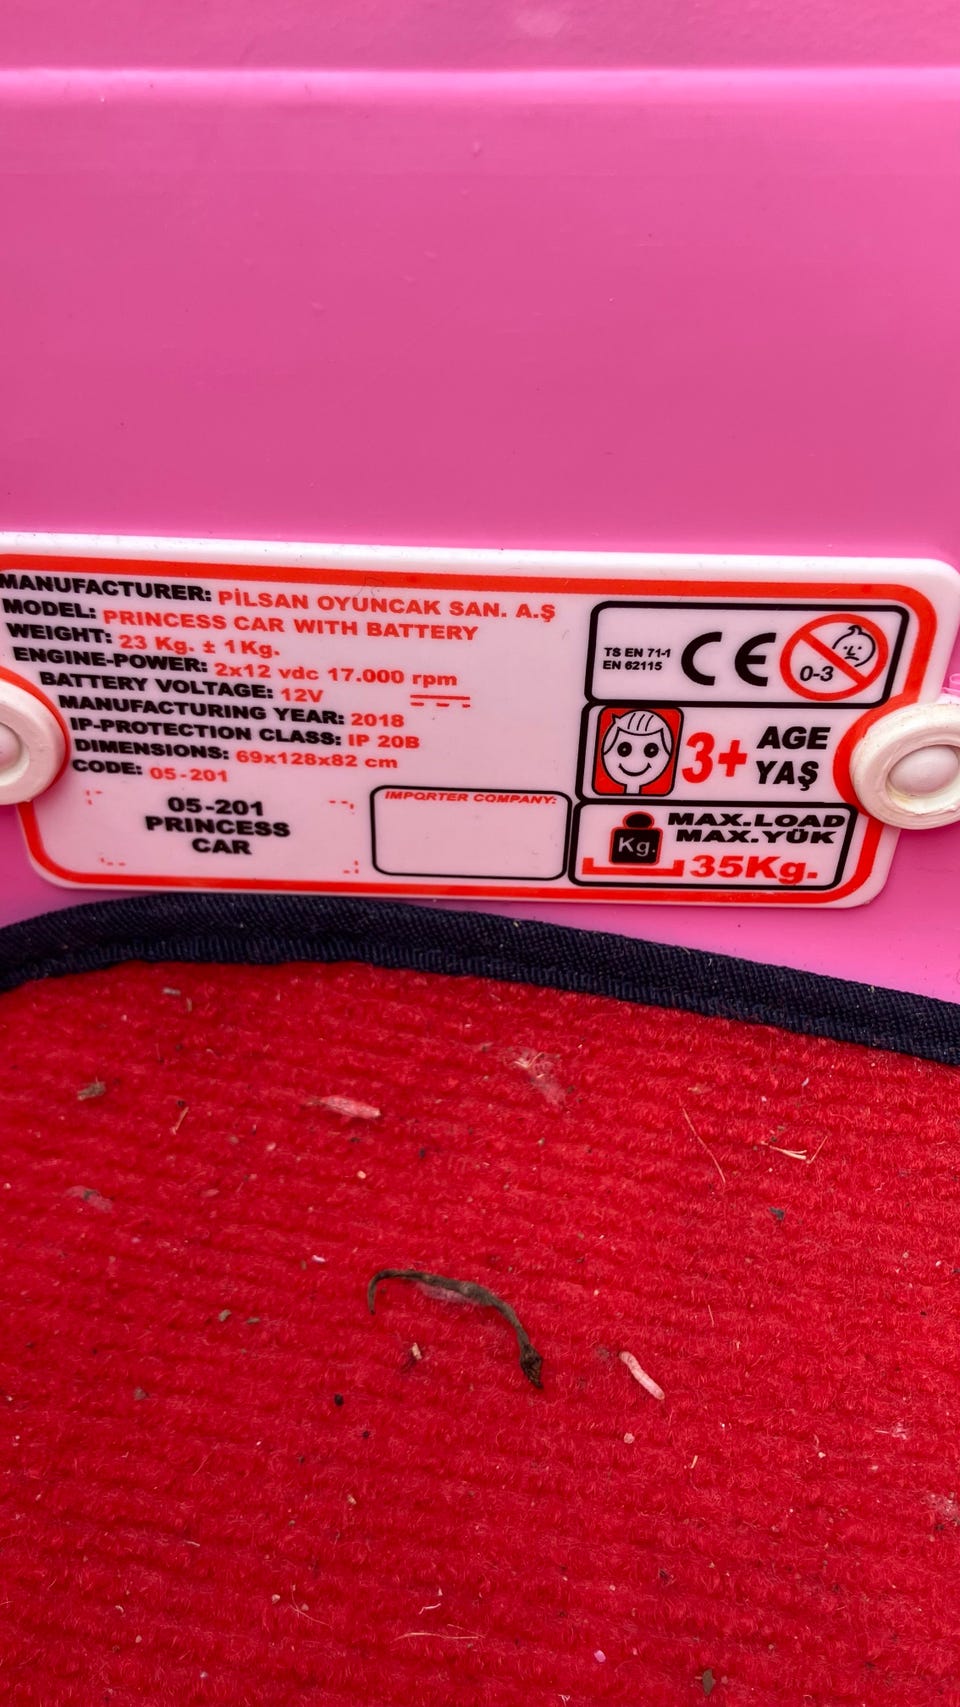 MANUFACTURER: PİLSAN OYUNCAK SAN. A.Ş
MODEL: PRINCESS CAR WITH BATTERY
WEIGHT: 23 Kg. ± 1Kg.
ENGINE-POWER: 2x12 vdc 17.000 rpm
BATTERY VOLTAGE: 12V
MANUFACTURING YEAR: 2018
IP-PROTECTION CLASS: IP 20B
DIMENSIONS: 69x128x82 cm
CODE: 05-201
05-201
PRINCESS
CAR
IMPORTER COMPANY:
TS EN 71-1
EN 62115
CE
0-3
3+
AGE
YAŞ
Kg.
MAX.LOAD
MAX.YÜK
35Kg.